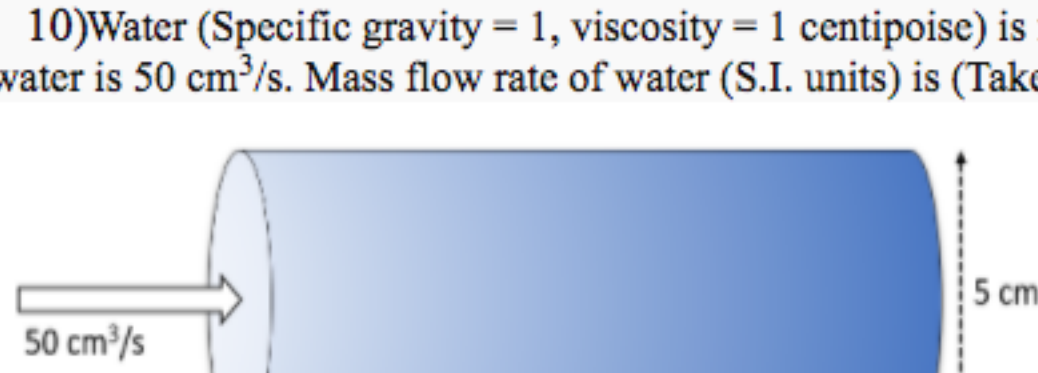 10)Water (Specific gravity = 1, viscosity = 1 centipoise) is
water is 50 cm³/s. Mass flow rate of water (S.I. units) is (Take
5 cm
50 cm³/s